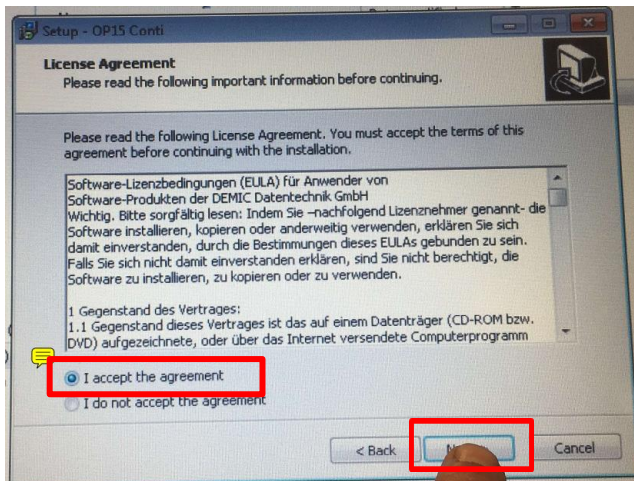 Setup - OP15 Conti
License Agreement
Please read the following important information before continuing.
Please read the following License Agreement. You must accept the terms of this
agreement before continuing with the installation.
Software-Lizenzbedingungen (EULA) für Anwender von
Software-Produkten der DEMIC Datentechnik GmbH
Wichtig. Bitte sorgfältig lesen: Indem Sie –nachfolgend Lizenznehmer genannt- die
Software installieren, kopieren oder anderweitig verwenden, erklären Sie sich
damit einverstanden, durch die Bestimmungen dieses EULAs gebunden zu sein.
Falls Sie sich nicht damit einverstanden erklären, sind Sie nicht berechtigt, die
Software zu installieren, zu kopieren oder zu verwenden.
1 Gegenstand des Vertrages:
1.1 Gegenstand dieses Vertrages ist das auf einem Datenträger (CD-ROM bzw.
DVD) aufgezeichnete, oder über das Internet versendete Computerprogramm
I accept the agreement
I do not accept the agreement
< Back
Cancel